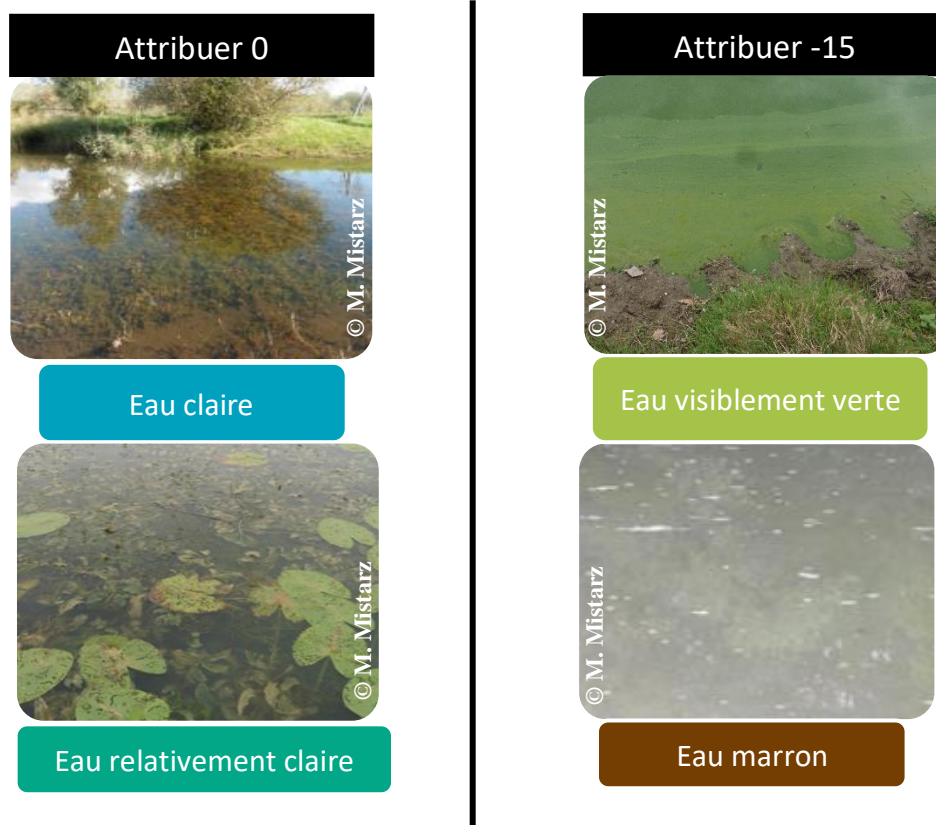 Attribuer 0
© M. Mistarz
Eau claire
© M. Mistarz
Eau relativement claire
Attribuer -15
© M. Mistarz
Eau visiblement verte
© M. Mistarz
Eau marron